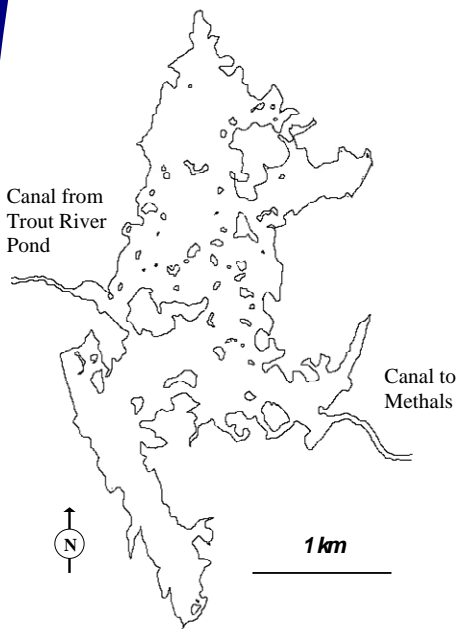 Canal from
Trout River
Pond
Canal to
Methals
N
1 km